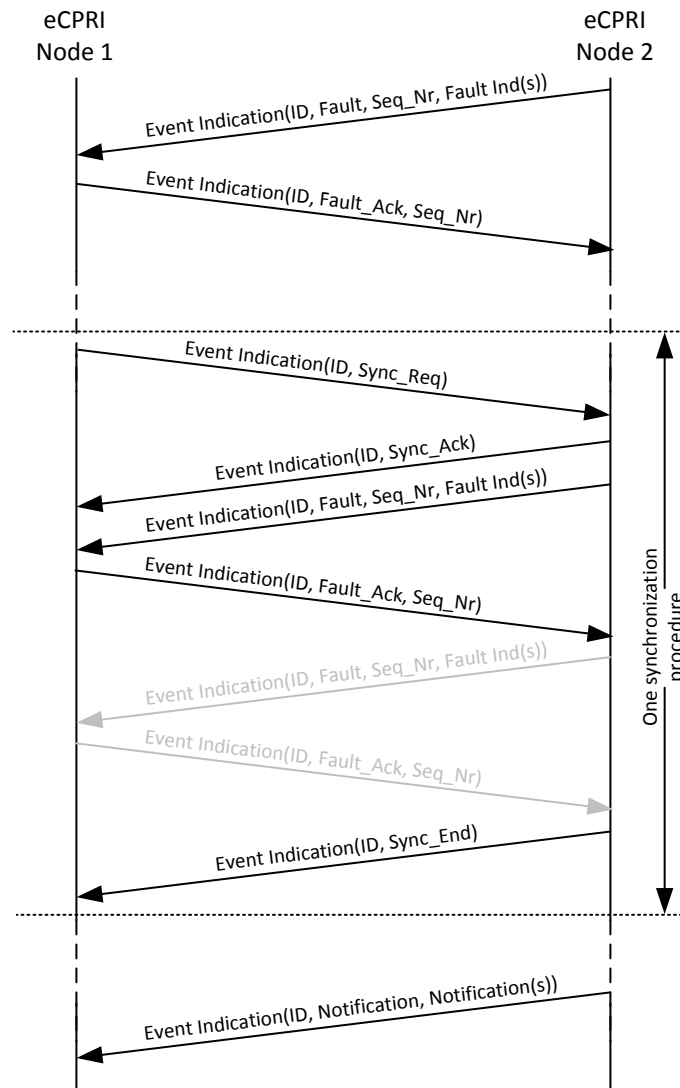 eCPRI
Node 1
eCPRI
Node 2
Event Indication(ID, Fault, Seq_Nr, Fault Ind(s))
Event Indication(ID, Fault_Ack, Seq_Nr)
Event Indication(ID, Sync_Req)
Event Indication(ID, Sync_Ack)
Event Indication(ID, Fault, Seq_Nr, Fault Ind(s))
Event Indication(ID, Fault_Ack, Seq_Nr)
Event Indication(ID, Fault, Seq_Nr, Fault Ind(s))
Event Indication(ID, Fault_Ack, Seq_Nr)
Event Indication(ID, Sync_End)
One synchronization
procedure
Event Indication(ID, Notification, Notification(s))